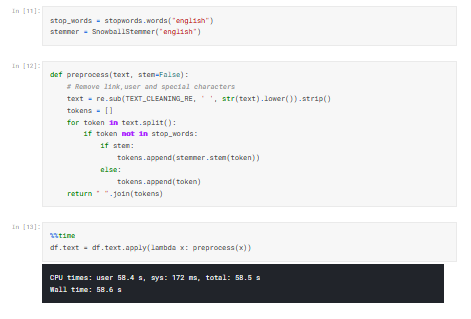 In [11]:
stop_words = stopwords.words("english")
stemmer = SnowballStemmer("english")
In [12]:
def preprocess(text, stem=False):
    # Remove link,user and special characters
    text = re.sub(TEXT_CLEANING_RE, ' ', str(text).lower()).strip()
    tokens = []
    for token in text.split():
        if token not in stop_words:
            if stem:
                tokens.append(stemmer.stem(token))
            else:
                tokens.append(token)
    return " ".join(tokens)
In [13]:
%%time
df.text = df.text.apply(lambda x: preprocess(x))
CPU times: user 58.4 s, sys: 172 ms, total: 58.5 s
Wall time: 58.6 s